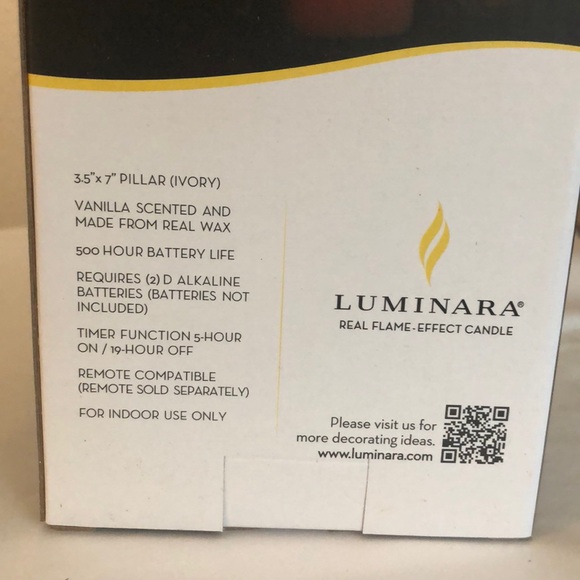 3.5"x 7" PILLAR (IVORY)
VANILLA SCENTED AND
MADE FROM REAL WAX
500 HOUR BATTERY LIFE
REQUIRES (2) D ALKALINE
BATTERIES (BATTERIES NOT
INCLUDED)
TIMER FUNCTION 5-HOUR
ON / 19-HOUR OFF
REMOTE COMPATIBLE
(REMOTE SOLD SEPARATELY)
FOR INDOOR USE ONLY
LUMINARA®
REAL FLAME-EFFECT CANDLE
Please visit us for
more decorating ideas.
www.luminara.com